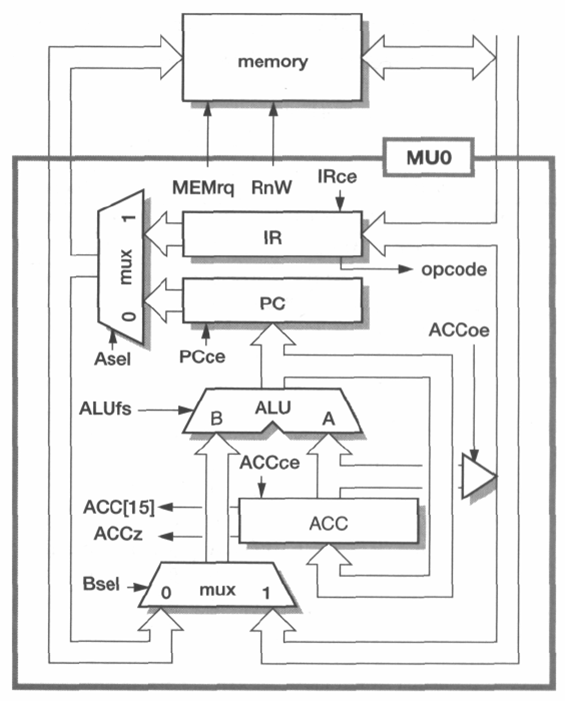 memory
MU0
MEMrq RnW IRce
mux 1 0
IR
opcode
PC
ACCoe
Asel PCce
ALUfs
ALU
B A
ACCce
ACC[15]
ACC
ACCz
Bsel
0 mux 1